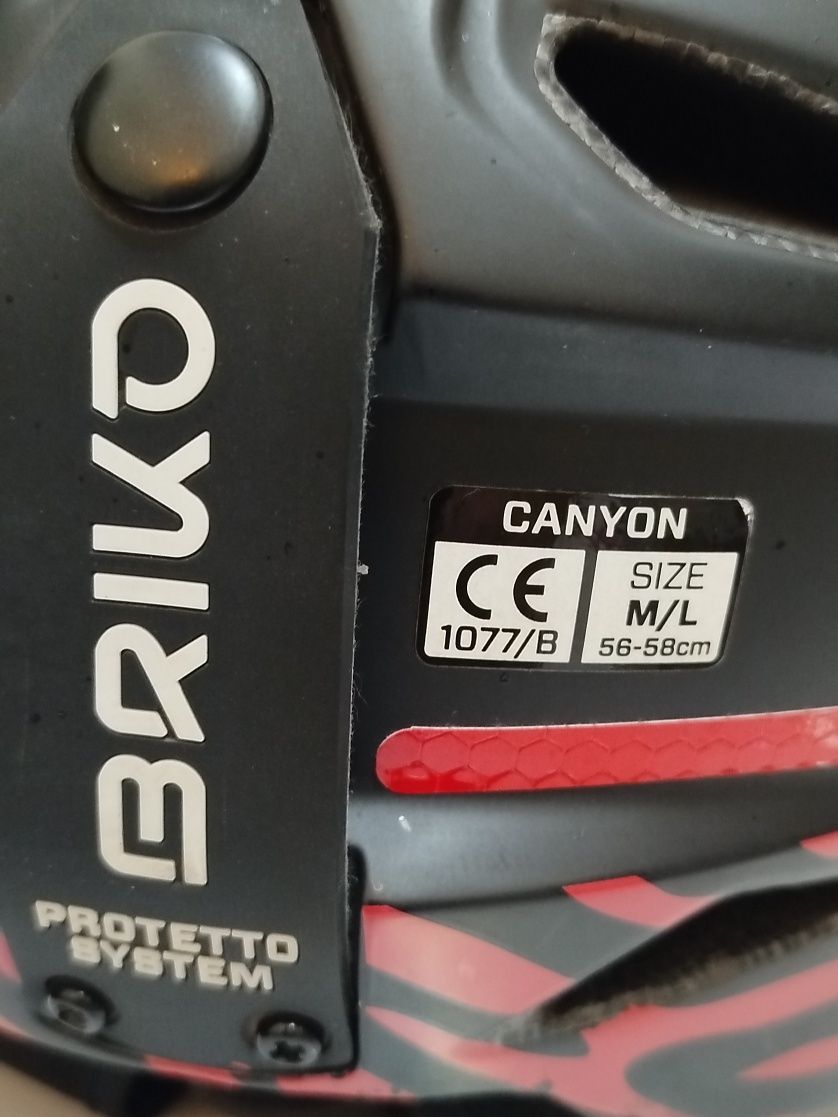 BRIKO
PROTETTO
SYSTEM
CANYON
CE
1077/B
SIZE
M/L
56-58cm